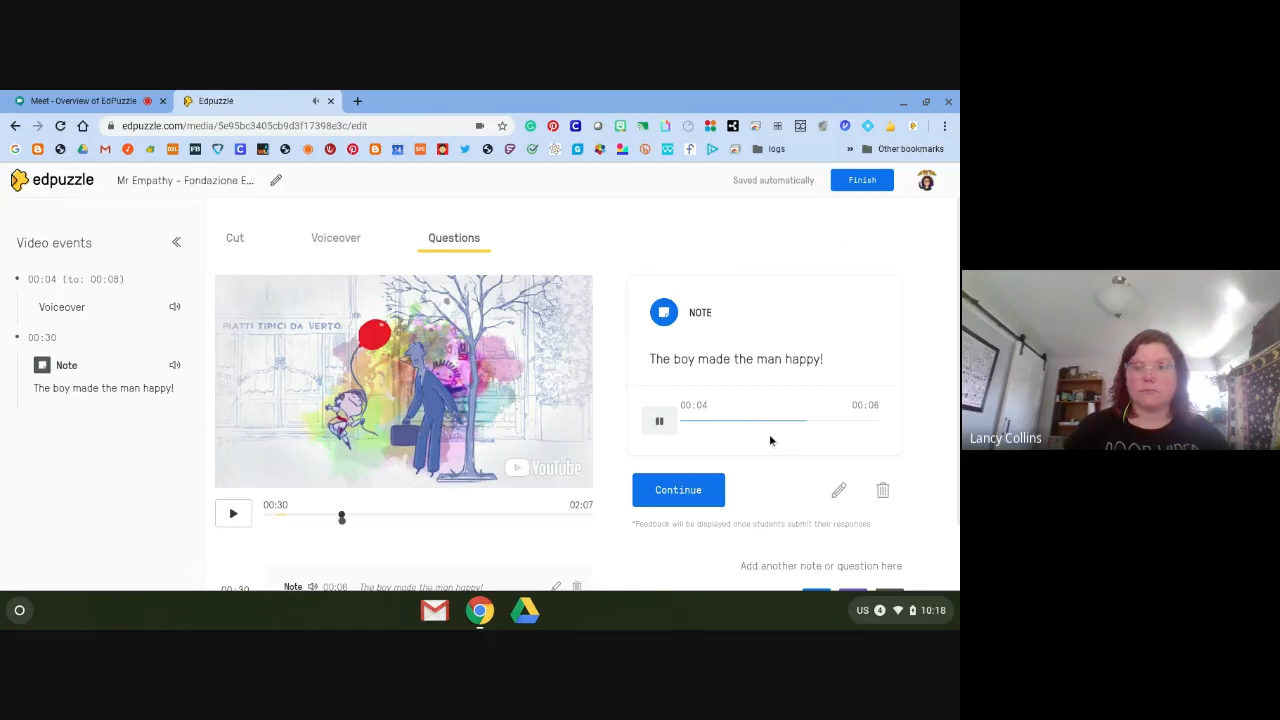 Meet - Overview of EdPuzzle
Edpuzzle
edpuzzle.com/media/5e95bc3405cb9d3f17398e3c/edit
logs
Other bookmarks
edpuzzle
Mr Empathy - Fondazione E...
Saved automatically
Finish
Video events
Cut
Voiceover
Questions
00:04 (to: 00:08)
Voiceover
00:30
Note
The boy made the man happy!
PIATTI TIPICI DA VERTO
YouTube
00:30
02:07
NOTE
The boy made the man happy!
00:04
00:06
Continue
*Feedback will be displayed once students submit their responses
Add another note or question here
00:30
Note
00:06
The boy made the man happy!
US
4
10:18
Lancy Collins